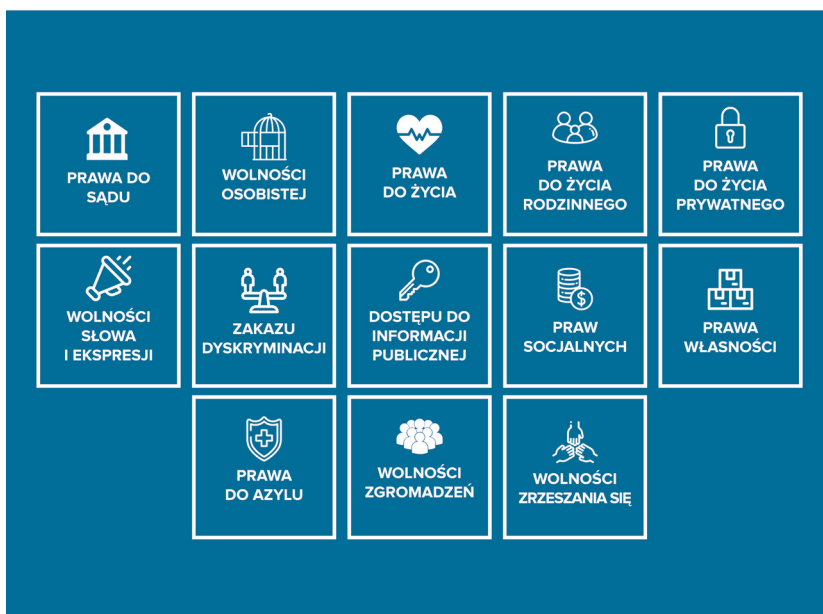 PRAWA DO
SĄDU
WOLNOŚCI
OSOBISTEJ
PRAWA
DO ŻYCIA
PRAWA
DO ŻYCIA
RODZINNEGO
PRAWA
DO ŻYCIA
PRYWATNEGO
WOLNOŚCI
SŁOWA
I EKSPRESJI
ZAKAZU
DYSKRYMINACJI
DOSTĘPU DO
INFORMACJI
PUBLICZNEJ
PRAW
SOCJALNYCH
PRAWA
WŁASNOŚCI
PRAWA
DO AZYLU
WOLNOŚCI
ZGROMADZEŃ
WOLNOŚCI
ZRZESZANIA SIĘ